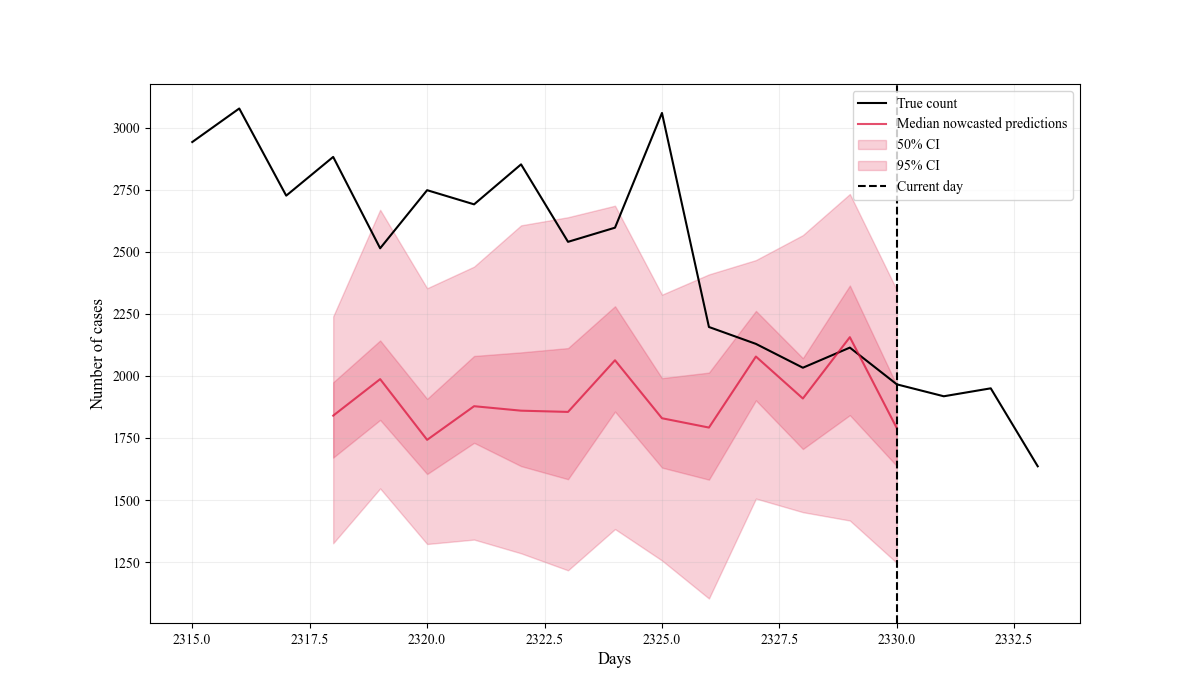 True count
Median nowcasted predictions
50% CI
95% CI
Current day
3000
2750
2500
2250
2000
1750
1500
1250
Number of cases
2315.0 2317.5 2320.0 2322.5 2325.0 2327.5 2330.0 2332.5
Days